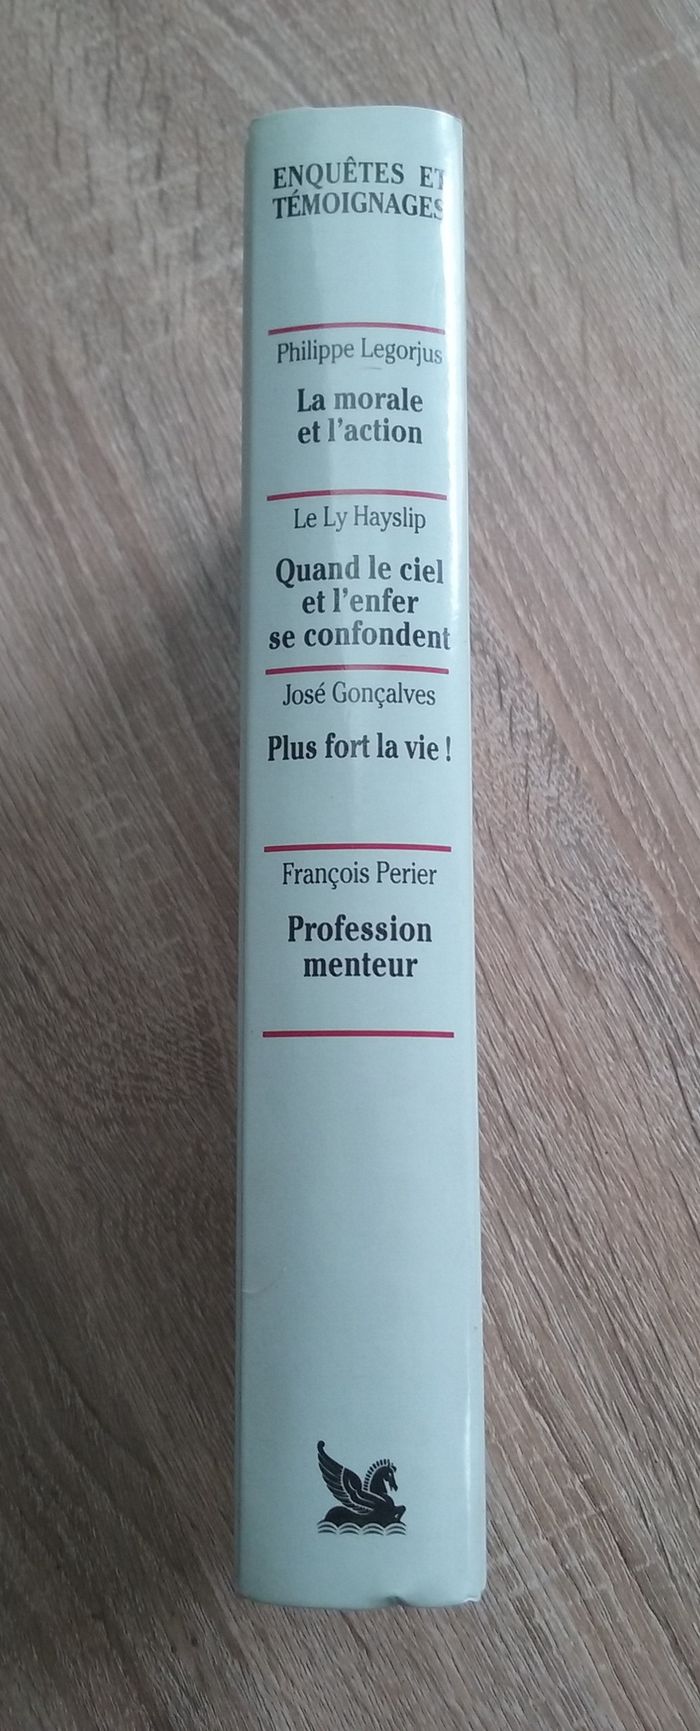 ENQUÊTES ET
TÉMOIGNAGES
Philippe Legorjus
La morale
et l'action
Le Ly Hayslip
Quand le ciel
et l'enfer
se confondent
José Gonçalves
Plus fort la vie !
François Perier
Profession
menteur